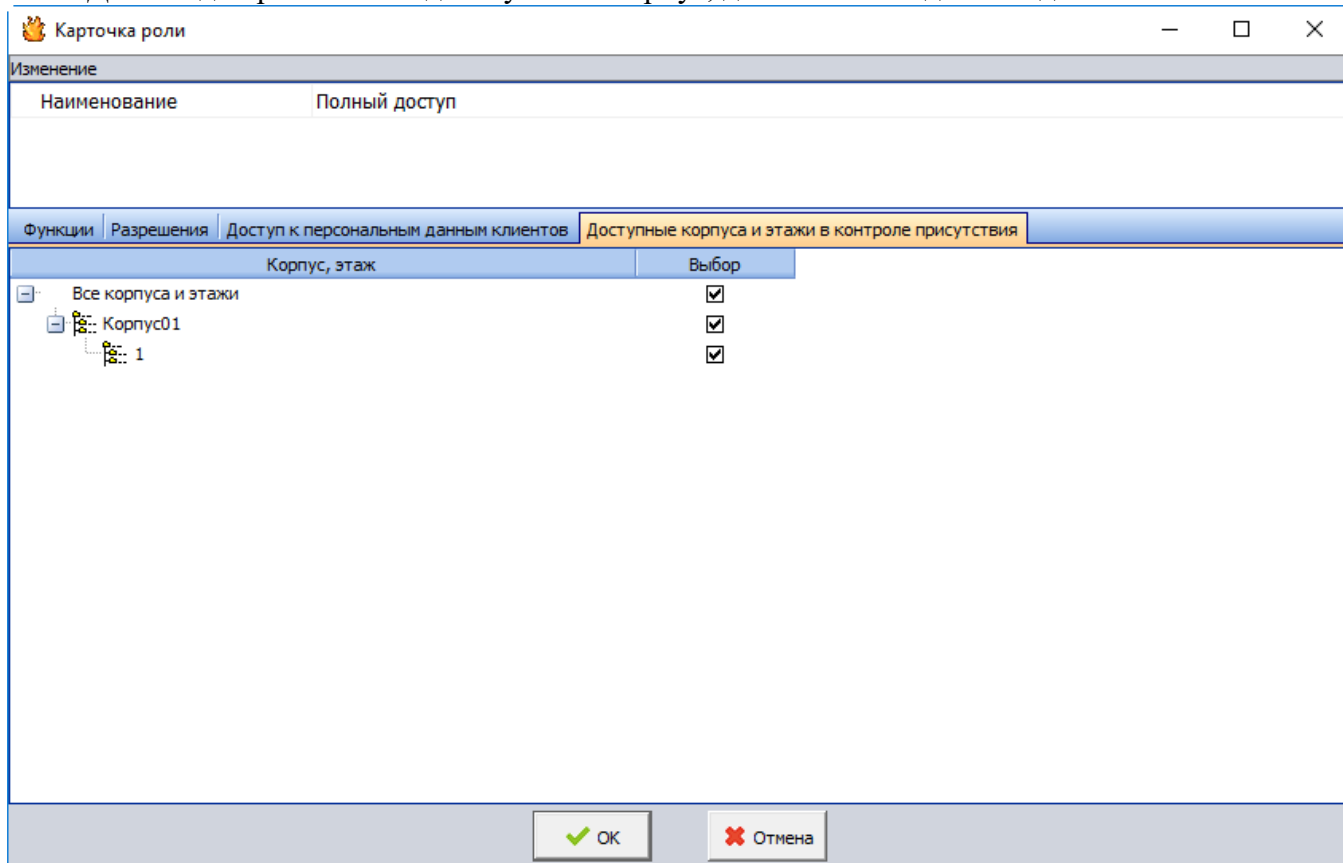 Карточка роли
Изменение
Наименование Полный доступ
Функции Разрешения Доступ к персональным данным клиентов Доступные корпуса и этажи в контроле присутствия
Корпус, этаж Выбор
Все корпуса и этажи
Корпус01
1
ОК Отмена